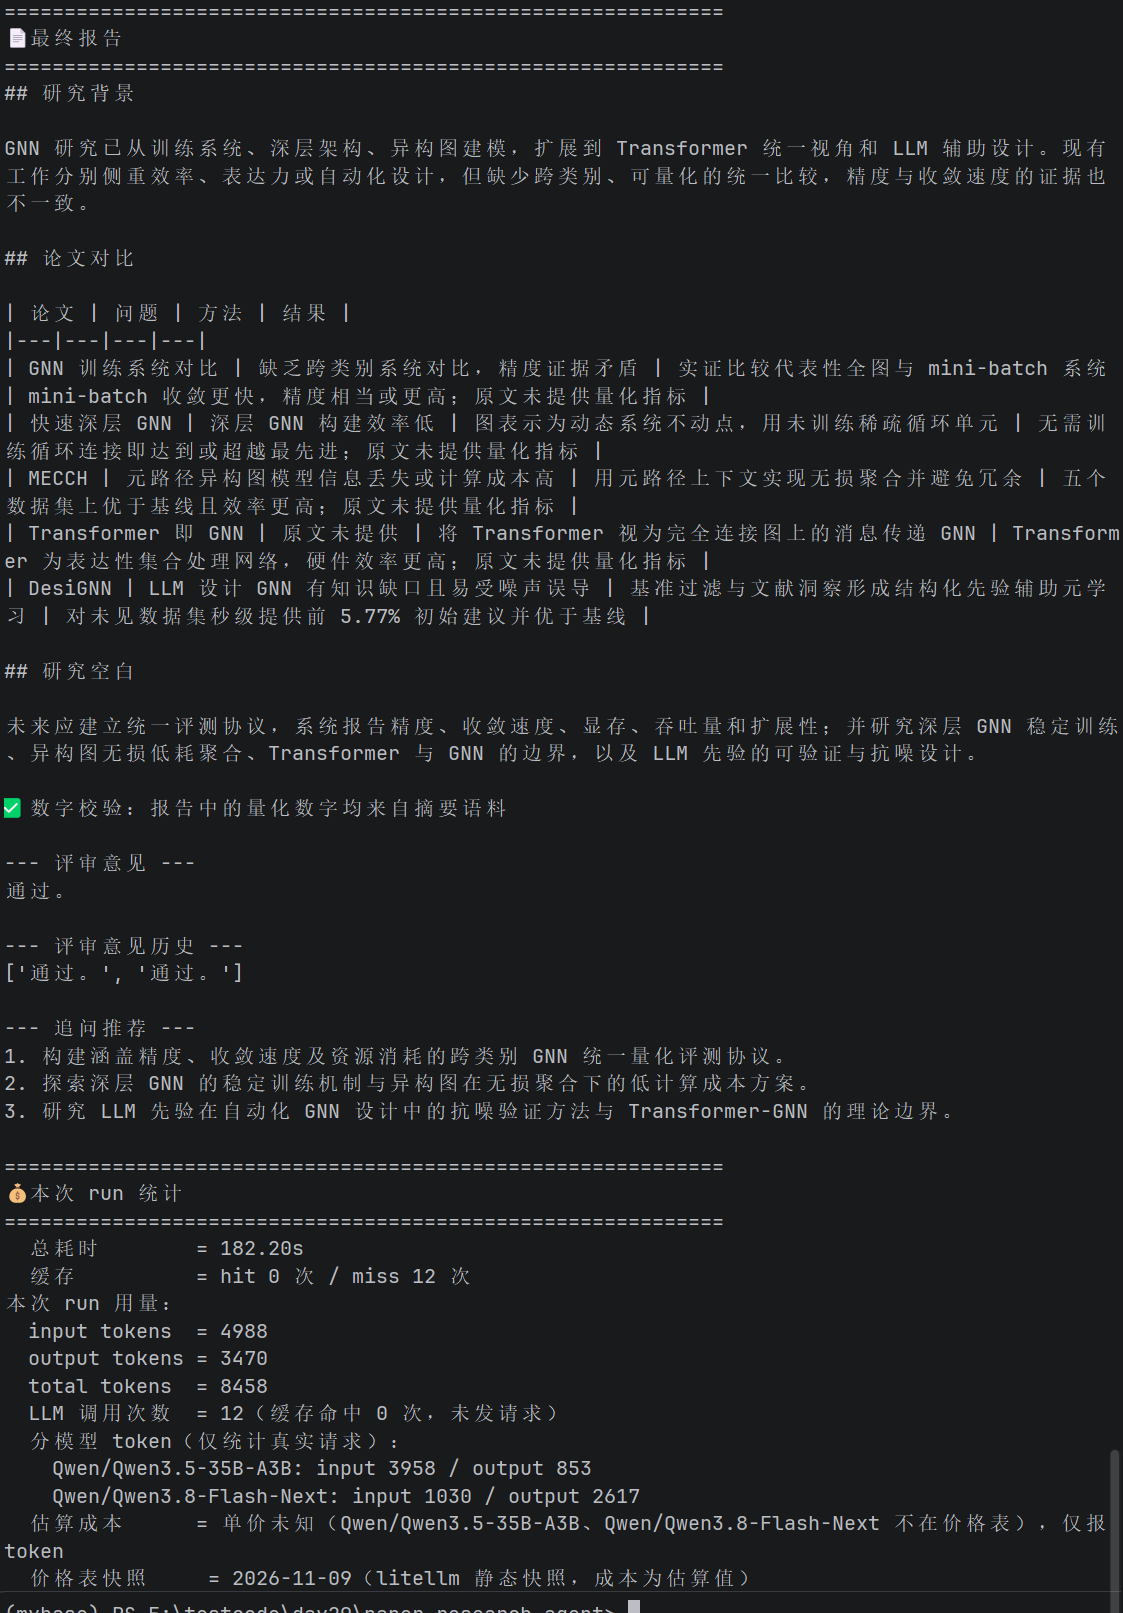 ============================================================
📄最终报告
============================================================
## 研究背景
GNN 研究已从训练系统、深层架构、异构图建模，扩展到 Transformer 统一视角和 LLM 辅助设计。现有
工作分别侧重效率、表达力或自动化设计，但缺少跨类别、可量化的统一比较，精度与收敛速度的证据也
不一致。
## 论文对比
| 论文 | 问题 | 方法 | 结果 |
|---|---|---|---|
| GNN 训练系统对比 | 缺乏跨类别系统对比，精度证据矛盾 | 实证比较代表性全图与 mini-batch 系统
| mini-batch 收敛更快，精度相当或更高；原文未提供量化指标 |
| 快速深层 GNN | 深层 GNN 构建效率低 | 图表示为动态系统不动点，用未训练稀疏循环单元 | 无需训
练循环连接即达到或超越最先进；原文未提供量化指标 |
| MECCH | 元路径异构图模型信息丢失或计算成本高 | 用元路径上下文实现无损聚合并避免冗余 | 五个
数据集上优于基线且效率更高；原文未提供量化指标 |
| Transformer 即 GNN | 原文未提供 | 将 Transformer 视为完全连接图上的消息传递 GNN | Transform
er 为表达性集合处理网络，硬件效率更高；原文未提供量化指标 |
| DesiGNN | LLM 设计 GNN 有知识缺口且易受噪声误导 | 基准过滤与文献洞察形成结构化先验辅助元学
习 | 对未见数据集秒级提供前 5.77% 初始建议并优于基线 |
## 研究空白
未来应建立统一评测协议，系统报告精度、收敛速度、显存、吞吐量和扩展性；并研究深层 GNN 稳定训练
、异构图无损低耗聚合、Transformer 与 GNN 的边界，以及 LLM 先验的可验证与抗噪设计。
✅ 数字校验：报告中的量化数字均来自摘要语料
--- 评审意见 ---
通过。
--- 评审意见历史 ---
['通过。', '通过。']
--- 追问推荐 ---
1. 构建涵盖精度、收敛速度及资源消耗的跨类别 GNN 统一量化评测协议。
2. 探索深层 GNN 的稳定训练机制与异构图在无损聚合下的低计算成本方案。
3. 研究 LLM 先验在自动化 GNN 设计中的抗噪验证方法与 Transformer-GNN 的理论边界。
============================================================
💰本次 run 统计
============================================================
总耗时 = 182.20s
缓存 = hit 0 次 / miss 12 次
本次 run 用量：
input tokens = 4988
output tokens = 3470
total tokens = 8458
LLM 调用次数 = 12（缓存命中 0 次，未发请求）
分模型 token（仅统计真实请求）：
Qwen/Qwen3.5-35B-A3B: input 3958 / output 853
Qwen/Qwen3.8-Flash-Next: input 1030 / output 2617
估算成本 = 单价未知（Qwen/Qwen3.5-35B-A3B、Qwen/Qwen3.8-Flash-Next 不在价格表），仅报
token
价格表快照 = 2026-11-09（litellm 静态快照，成本为估算值）